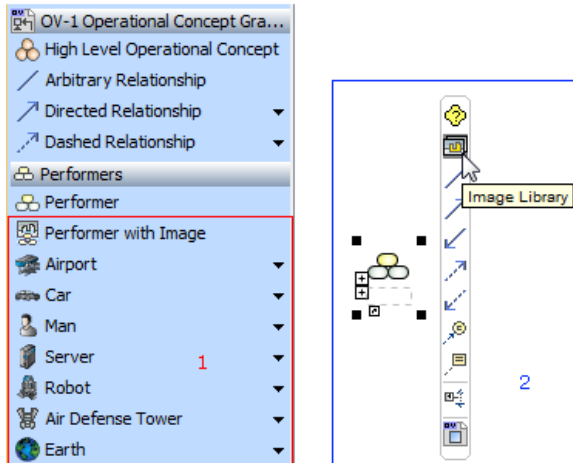 OV-1 Operational Concept Gra...
High Level Operational Concept
Arbitrary Relationship
Directed Relationship
Dashed Relationship
Performers
Performer
Performer with Image
Airport
Car
Man
Server
Robot
Air Defense Tower
Earth
1
Image Library
2